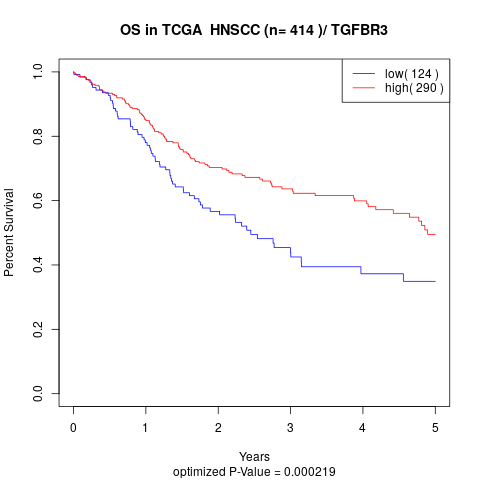 OS in TCGA  HNSCC (n= 414 )/ TGFBR3
low( 124 )
high( 290 )
Percent Survival
1.0
0.8
0.6
0.4
0.2
0.0
0 1 2 3 4 5
Years
optimized P-Value = 0.000219